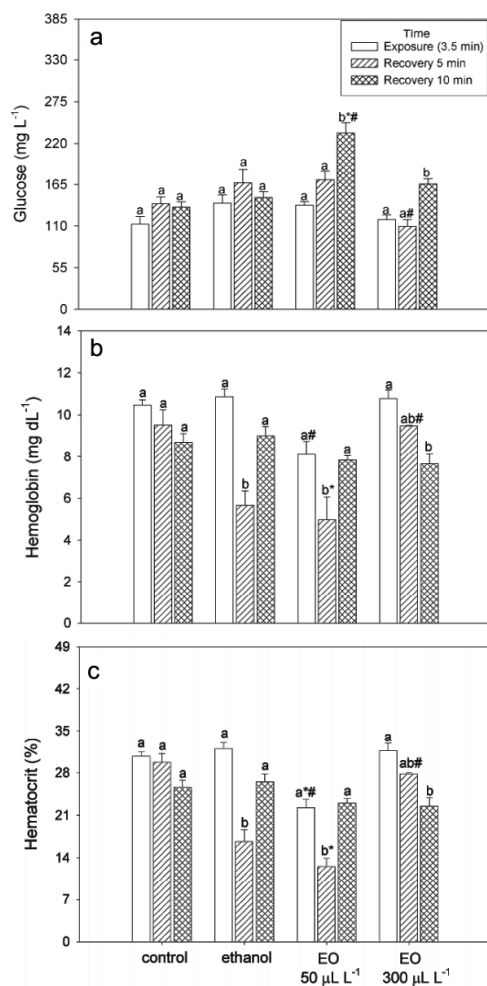 a
Time
Exposure (3.5 min)
Recovery 5 min
Recovery 10 min
Glucose (mg L-1)
385
330
275
220
165
110
55
0
a a a
a a a
a a b*#
a a# b
b
Hemoglobin (mg dL-1)
14
12
10
8
6
4
2
0
a a a
a b a
a# b* a
a ab# b
c
Hematocrit (%)
49
42
35
28
21
14
7
0
a a a
a b a
a*# b* a
a ab# b
control ethanol EO EO
50 µL L-1 300 µL L-1